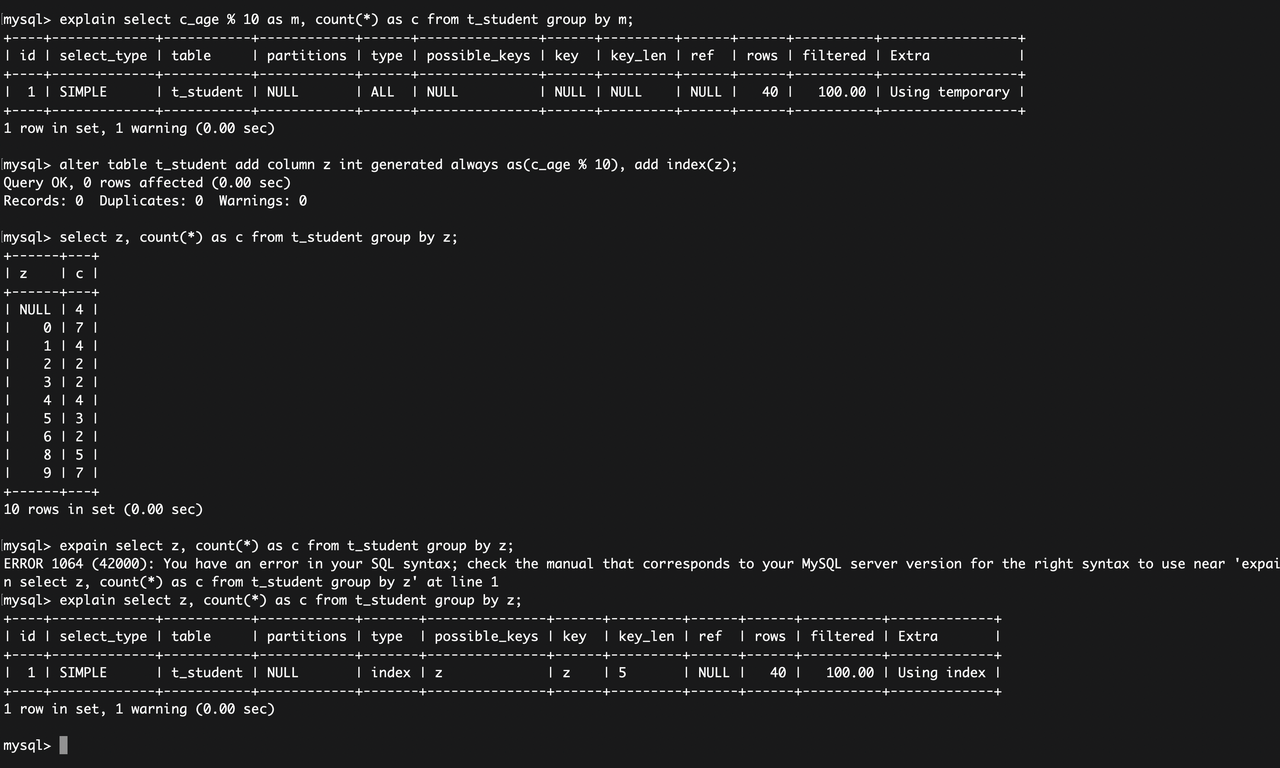 mysql> explain select c_age % 10 as m, count(*) as c from t_student group by m;
+----+-------------+-----------+------------+------+---------------+------+---------+------+------+----------+-----------------+
| id | select_type | table     | partitions | type | possible_keys | key  | key_len | ref  | rows | filtered | Extra           |
+----+-------------+-----------+------------+------+---------------+------+---------+------+------+----------+-----------------+
|  1 | SIMPLE      | t_student | NULL       | ALL  | NULL          | NULL | NULL    | NULL |   40 |   100.00 | Using temporary |
+----+-------------+-----------+------------+------+---------------+------+---------+------+------+----------+-----------------+
1 row in set, 1 warning (0.00 sec)
mysql> alter table t_student add column z int generated always as(c_age % 10), add index(z);
Query OK, 0 rows affected (0.00 sec)
Records: 0  Duplicates: 0  Warnings: 0
mysql> select z, count(*) as c from t_student group by z;
+------+---+
| z    | c |
+------+---+
| NULL | 4 |
|    0 | 7 |
|    1 | 4 |
|    2 | 2 |
|    3 | 2 |
|    4 | 4 |
|    5 | 3 |
|    6 | 2 |
|    8 | 5 |
|    9 | 7 |
+------+---+
10 rows in set (0.00 sec)
mysql> expain select z, count(*) as c from t_student group by z;
ERROR 1064 (42000): You have an error in your SQL syntax; check the manual that corresponds to your MySQL server version for the right syntax to use near 'expai
n select z, count(*) as c from t_student group by z' at line 1
mysql> explain select z, count(*) as c from t_student group by z;
+----+-------------+-----------+------------+-------+---------------+------+---------+------+------+----------+-------------+
| id | select_type | table     | partitions | type  | possible_keys | key  | key_len | ref  | rows | filtered | Extra       |
+----+-------------+-----------+------------+-------+---------------+------+---------+------+------+----------+-------------+
|  1 | SIMPLE      | t_student | NULL       | index | z             | z    | 5       | NULL |   40 |   100.00 | Using index |
+----+-------------+-----------+------------+-------+---------------+------+---------+------+------+----------+-------------+
1 row in set, 1 warning (0.00 sec)
mysql>